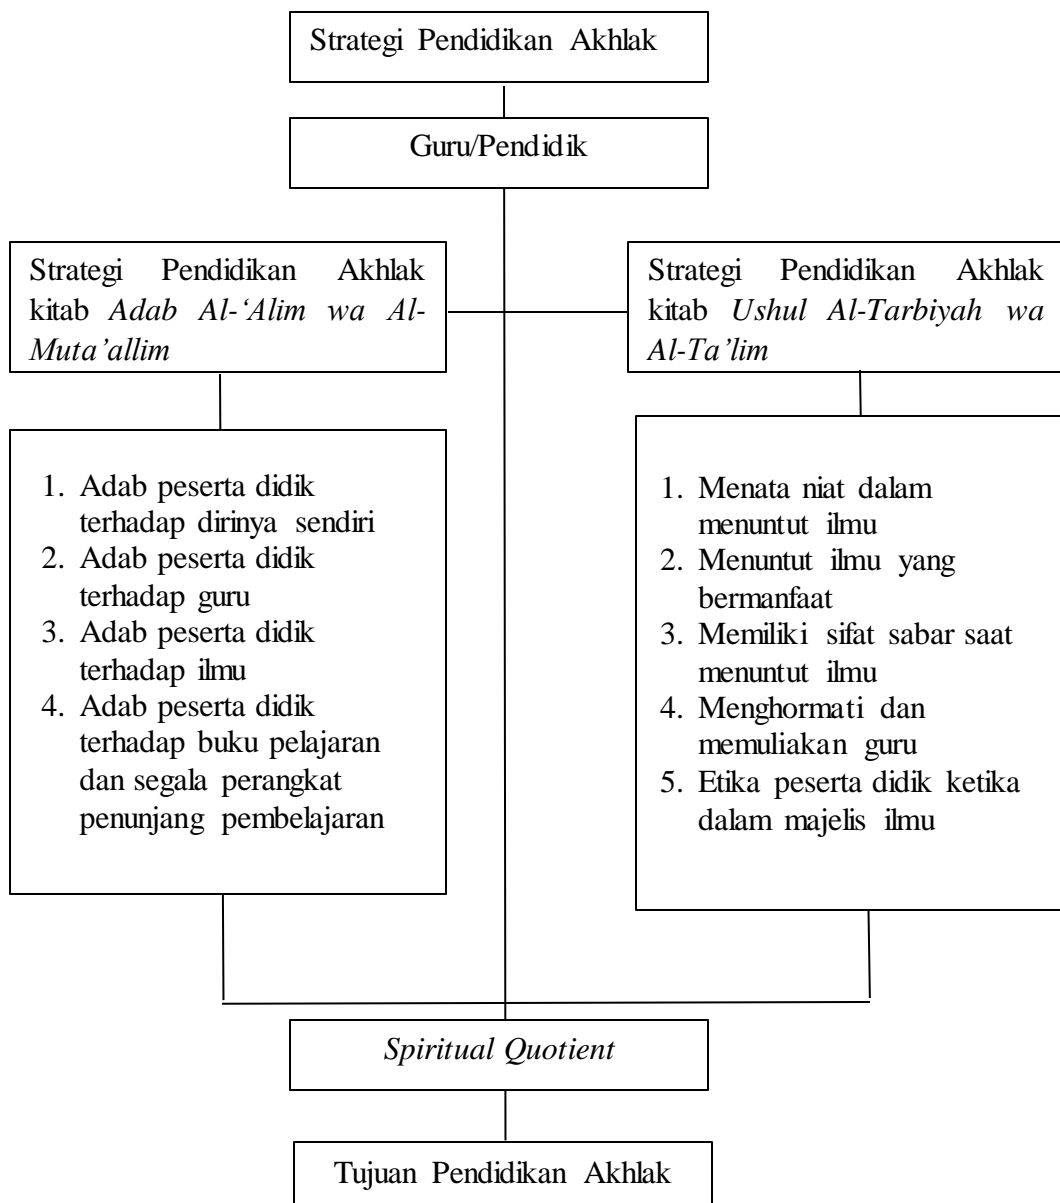 Strategi Pendidikan Akhlak
Guru/Pendidik
Strategi Pendidikan Akhlak
kitab Adab Al-‘Alim wa Al-
Muta’allim
Strategi Pendidikan Akhlak
kitab Ushul Al-Tarbiyah wa
Al-Ta’lim
1. Adab peserta didik
terhadap dirinya sendiri
2. Adab peserta didik
terhadap guru
3. Adab peserta didik
terhadap ilmu
4. Adab peserta didik
terhadap buku pelajaran
dan segala perangkat
penunjang pembelajaran
1. Menata niat dalam
menuntut ilmu
2. Menuntut ilmu yang
bermanfaat
3. Memiliki sifat sabar saat
menuntut ilmu
4. Menghormati dan
memuliakan guru
5. Etika peserta didik ketika
dalam majelis ilmu
Spiritual Quotient
Tujuan Pendidikan Akhlak